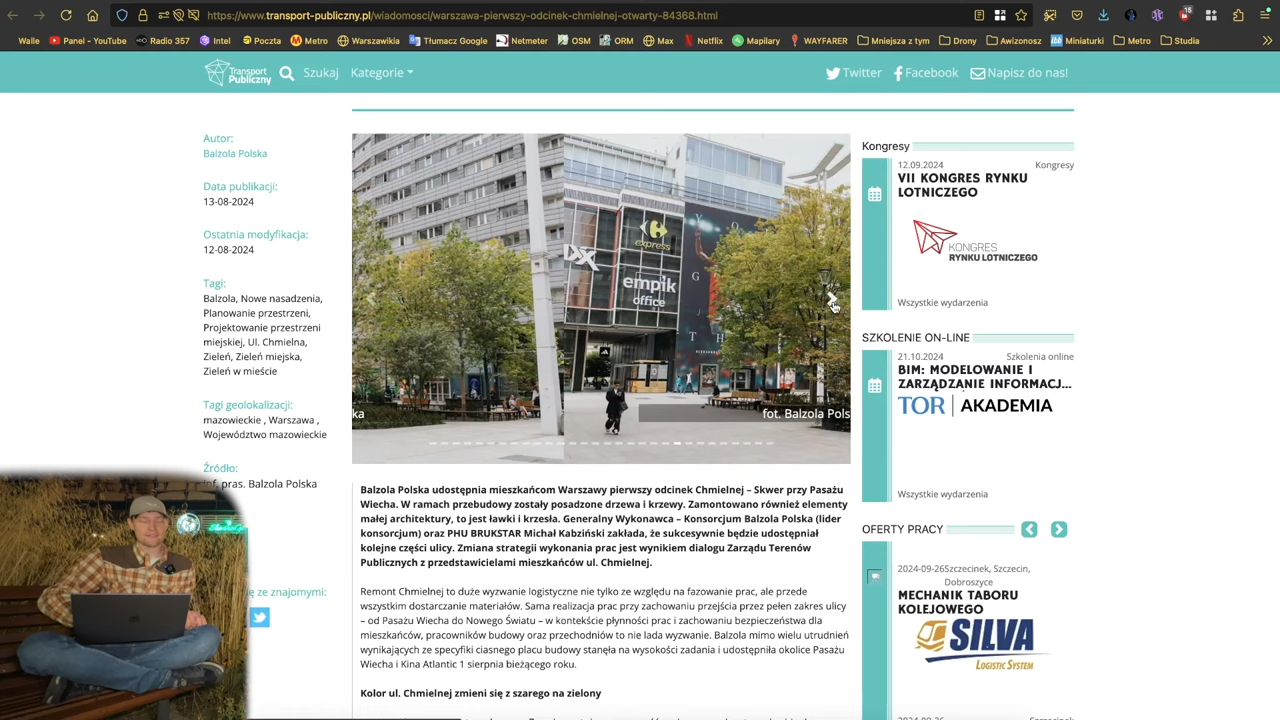 https://www.transport-publiczny.pl/wiadomosci/warszawa-pierwszy-odcinek-chmielnej-otwarty-84368.html
15
Walle Panel - YouTube Radio 357 Intel Poczta Metro Warszawikia Tłumacz Google Netmeter OSM ORM Max Netflix Mapilary WAYFARER Mniejsza z tym Drony Awizonosz Miniaturki Metro Studia
Transport Publiczny
Szukaj Kategorie
Twitter Facebook Napisz do nas!
Autor:
Balzola Polska
Data publikacji:
13-08-2024
Ostatnia modyfikacja:
12-08-2024
Tagi:
Balzola, Nowe nasadzenia,
Planowanie przestrzeni,
Projektowanie przestrzeni
miejskiej, Ul. Chmielna,
Zieleń, Zieleń miejska,
Zieleń w mieście
Tagi geolokalizacji:
mazowieckie , Warszawa ,
Województwo mazowieckie
Źródło:
inf. pras. Balzola Polska
ze znajomymi:
Carrefour
express
empik
office
ka
fot. Balzola Pols
Balzola Polska udostępnia mieszkańcom Warszawy pierwszy odcinek Chmielnej – Skwer przy Pasażu
Wiecha. W ramach przebudowy zostały posadzone drzewa i krzewy. Zamontowano również elementy
małej architektury, to jest ławki i krzesła. Generalny Wykonawca – Konsorcjum Balzola Polska (lider
konsorcjum) oraz PHU BRUKSTAR Michał Kabziński zakłada, że sukcesywnie będzie udostępniał
kolejne części ulicy. Zmiana strategii wykonania prac jest wynikiem dialogu Zarządu Terenów
Publicznych z przedstawicielami mieszkańców ul. Chmielnej.
Remont Chmielnej to duże wyzwanie logistyczne nie tylko ze względu na fazowanie prac, ale przede
wszystkim dostarczanie materiałów. Sama realizacja prac przy zachowaniu przejścia przez pełen zakres ulicy
– od Pasażu Wiecha do Nowego Światu – w kontekście płynności prac i zachowaniu bezpieczeństwa dla
mieszkańców, pracowników budowy oraz przechodniów to nie lada wyzwanie. Balzola mimo wielu utrudnień
wynikających ze specyfiki ciasnego placu budowy stanęła na wysokości zadania i udostępniła okolice Pasażu
Wiecha i Kina Atlantic 1 sierpnia bieżącego roku.
Kolor ul. Chmielnej zmieni się z szarego na zielony
Kongresy
12.09.2024 Kongresy
VII KONGRES RYNKU
LOTNICZEGO
KONGRES
RYNKU LOTNICZEGO
Wszystkie wydarzenia
SZKOLENIE ON-LINE
21.10.2024 Szkolenia online
BIM: MODELOWANIE I
ZARZĄDZANIE INFORMACJ...
TOR | AKADEMIA
Wszystkie wydarzenia
OFERTY PRACY
2024-09-26Szczecinek, Szczecin,
Dobroszyce
MECHANIK TABORU
KOLEJOWEGO
SILVA
LOGISTIC SYSTEM